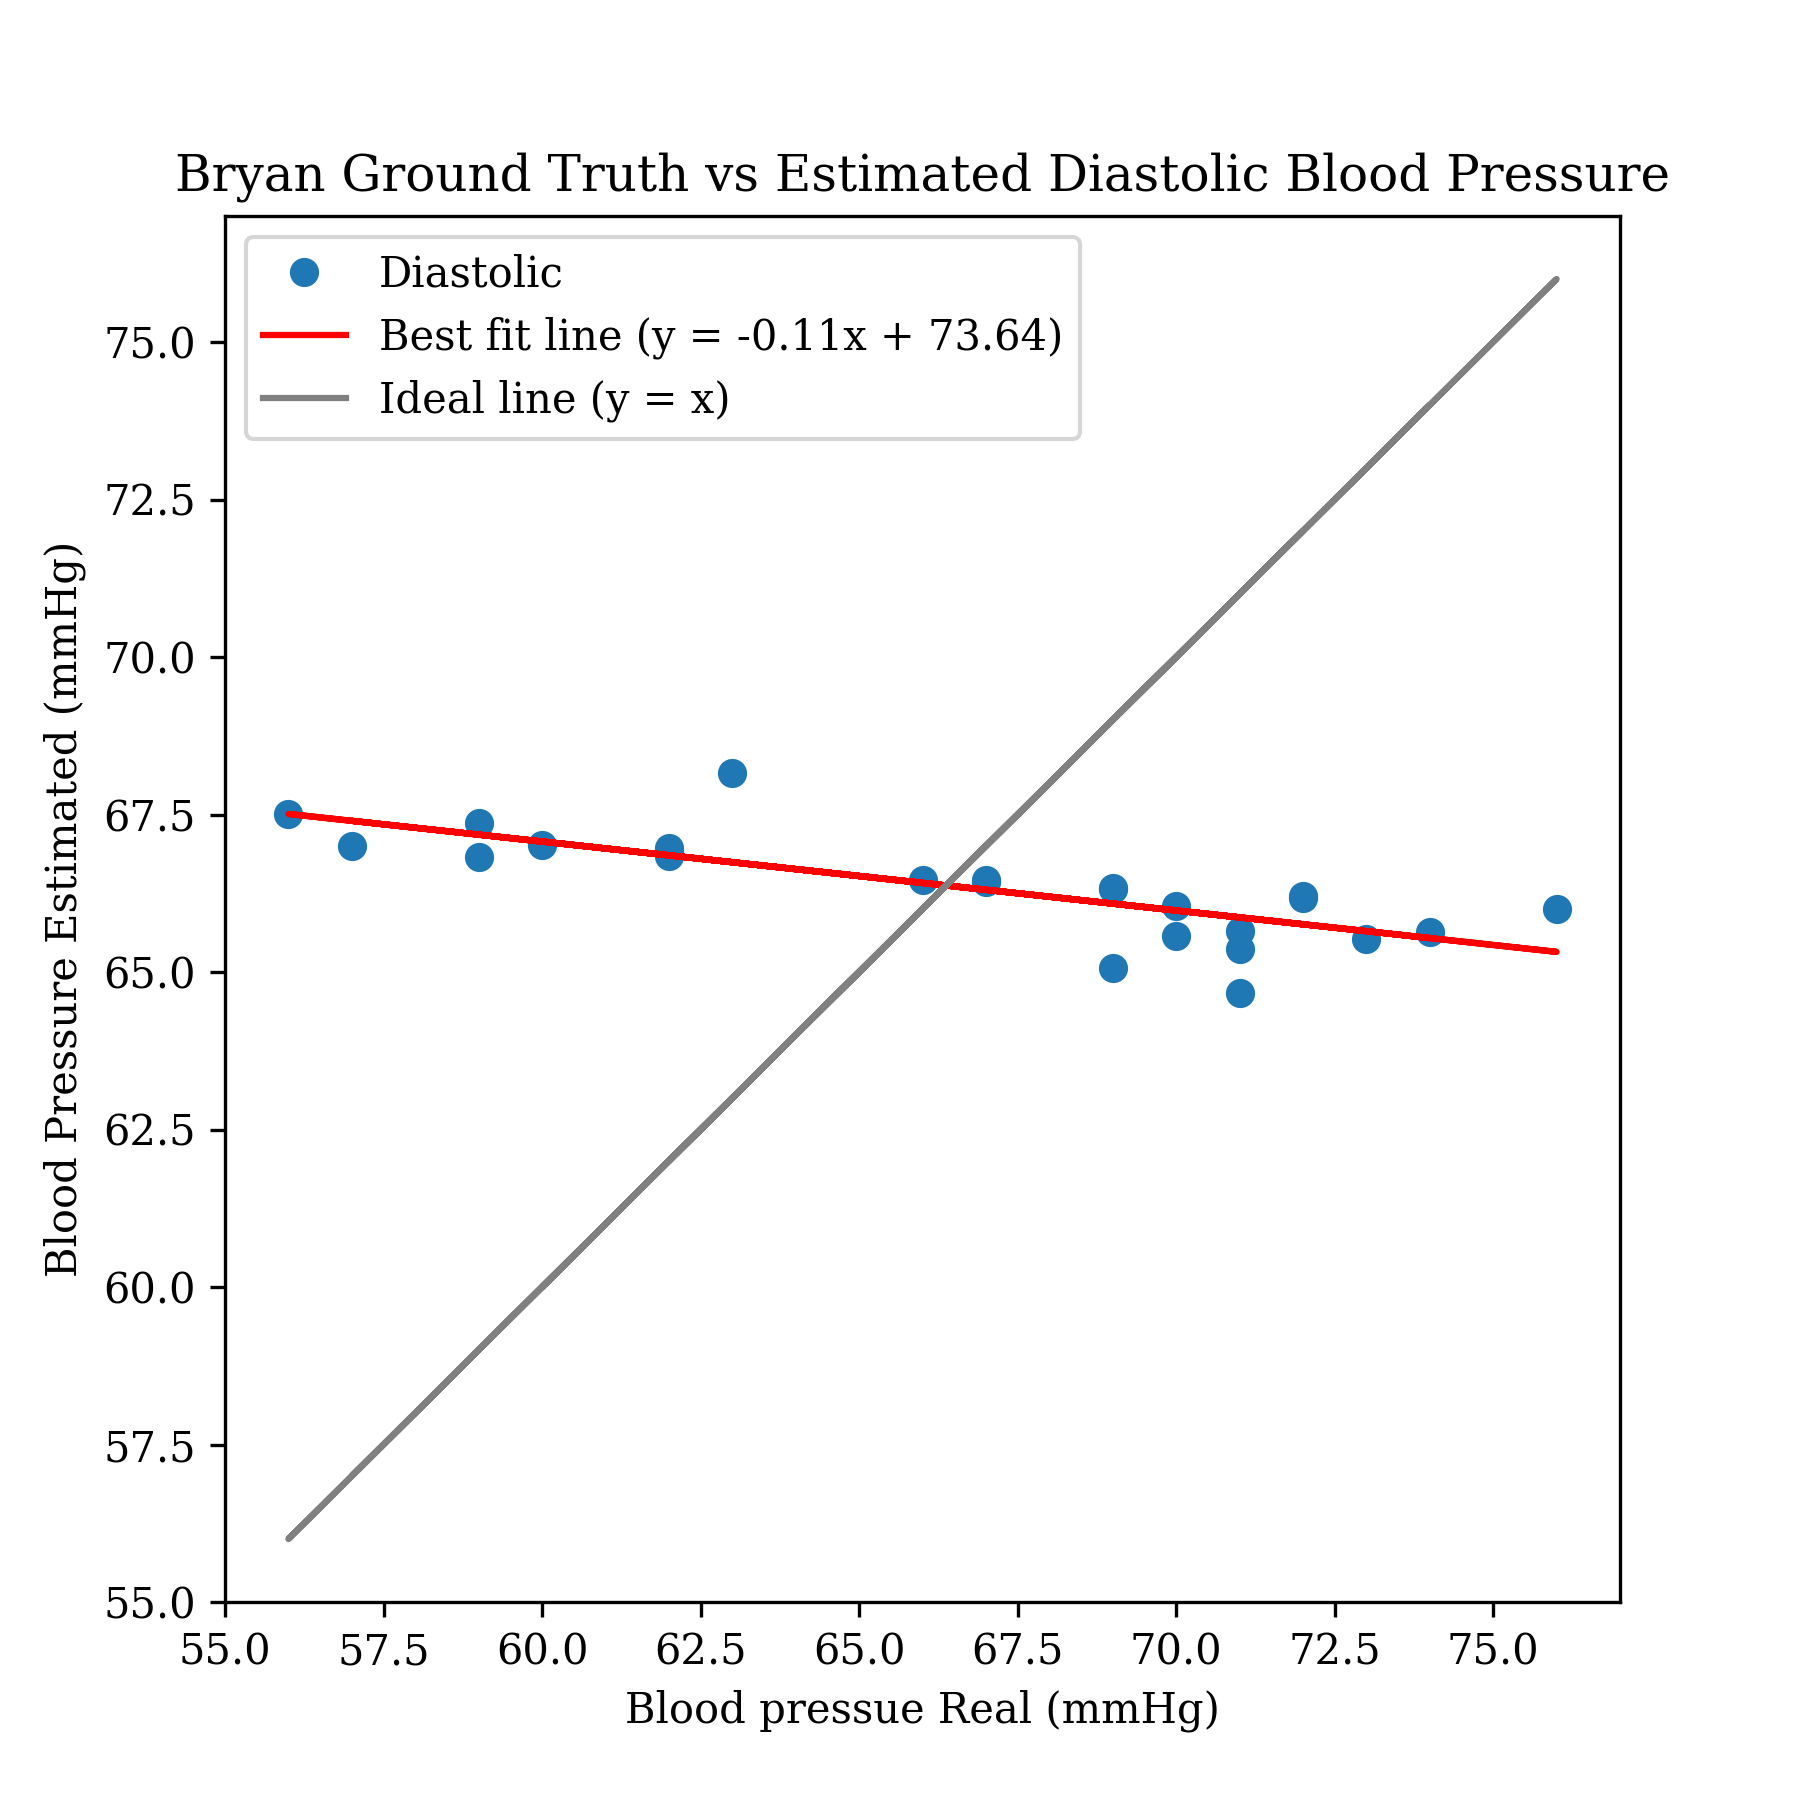 Bryan Ground Truth vs Estimated Diastolic Blood Pressure
Diastolic
Best fit line (y = -0.11x + 73.64)
Ideal line (y = x)
Blood Pressure Estimated (mmHg)
75.0
72.5
70.0
67.5
65.0
62.5
60.0
57.5
55.0
55.0 57.5 60.0 62.5 65.0 67.5 70.0 72.5 75.0
Blood pressue Real (mmHg)